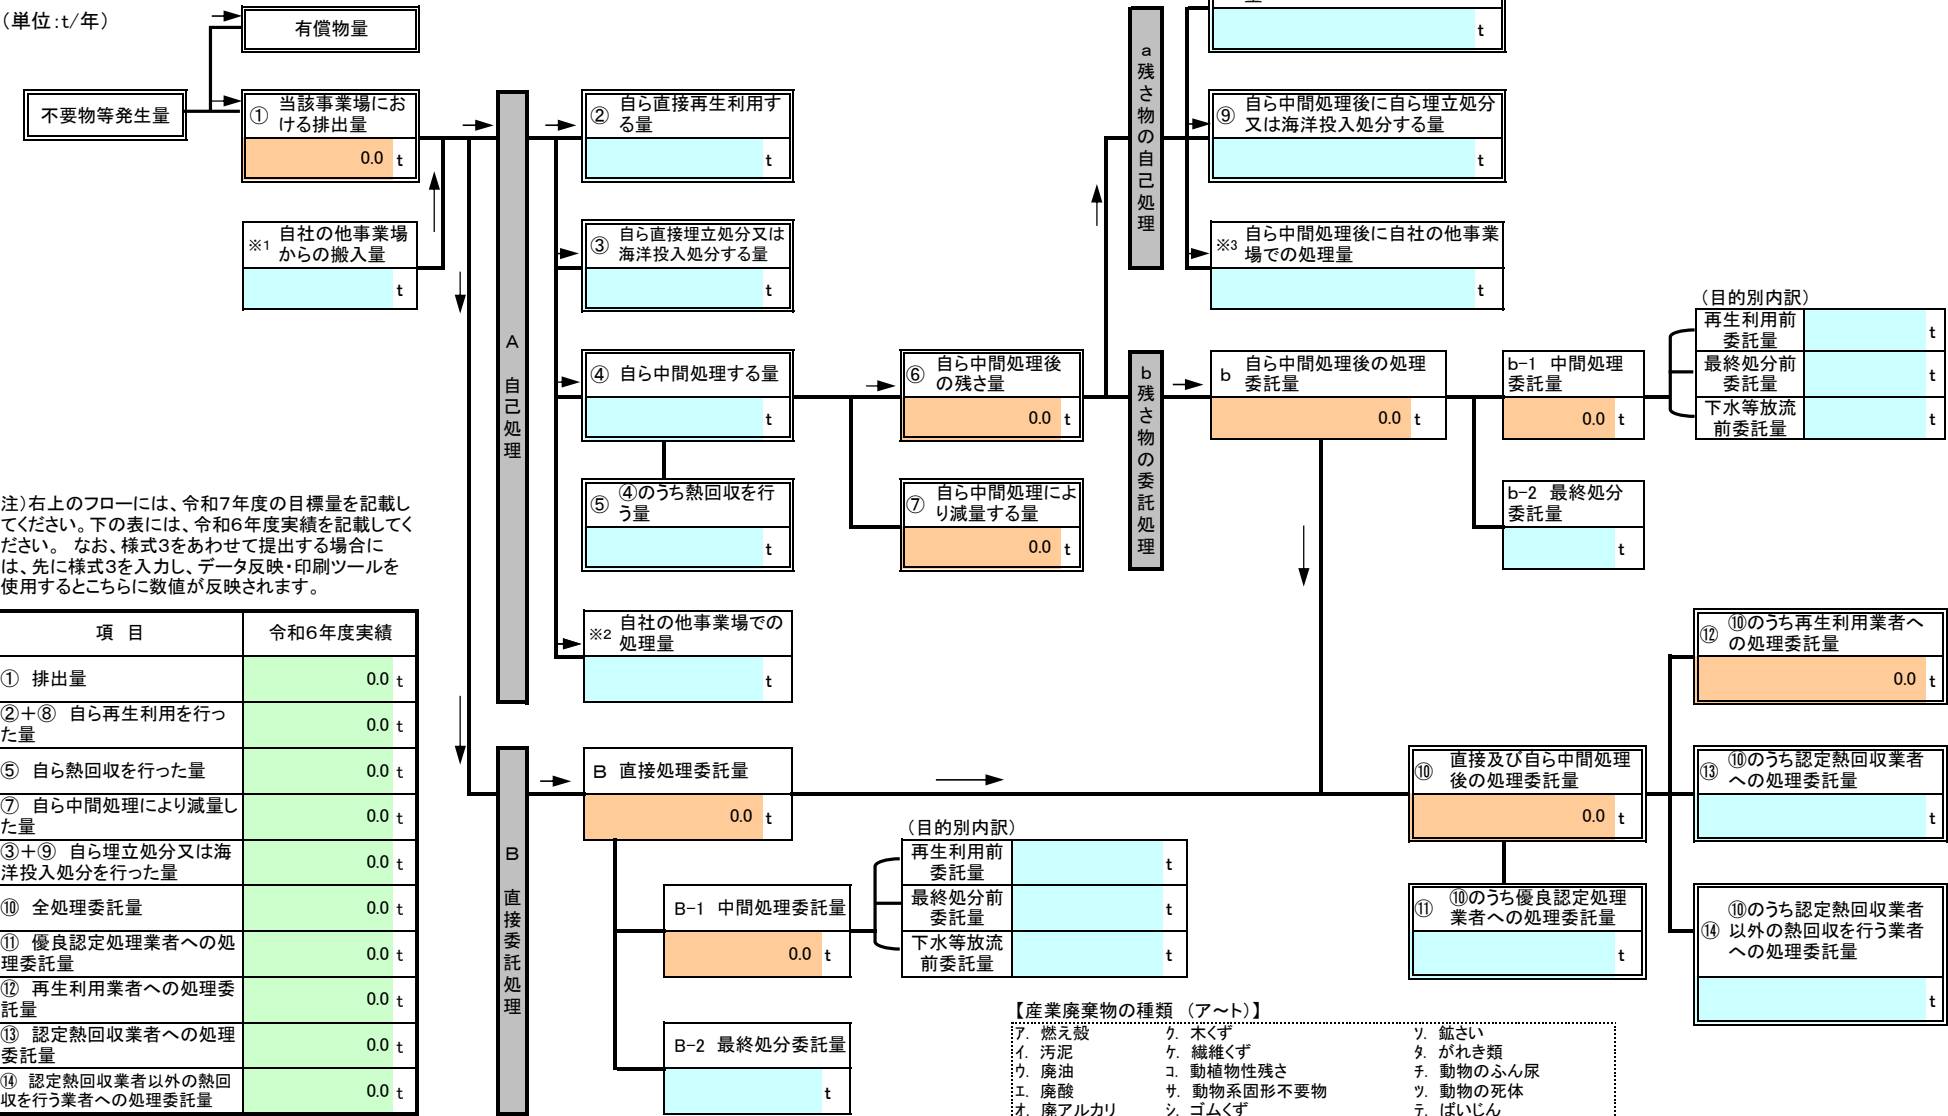 （単位：ｔ/年）
有償物量
不要物等発生量
① 当該事業場にお
ける排出量
0.0 t
※1 自社の他事業場
からの搬入量
t
A 自己処理
② 自ら直接再生利用す
る量
t
③ 自ら直接埋立処分又は
海洋投入処分する量
t
④ 自ら中間処理する量
t
⑤ ④のうち熱回収を行
う量
t
※2 自社の他事業場での
処理量
t
⑥ 自ら中間処理後
の残さ量
0.0 t
⑦ 自ら中間処理によ
り減量する量
0.0 t
a 残さ物の自己処理
t
⑨ 自ら中間処理後に自ら埋立処分
又は海洋投入処分する量
t
※3 自ら中間処理後に自社の他事業
場での処理量
t
b 残さ物の委託処理
b 自ら中間処理後の処理
委託量
0.0 t
b-1 中間処理
委託量
0.0 t
b-2 最終処分
委託量
t
（目的別内訳）
再生利用前
委託量
t
最終処分前
委託量
t
下水等放流
前委託量
t
注）右上のフローには、令和７年度の目標量を記載し
てください。下の表には、令和６年度実績を記載してく
ださい。 なお、様式３をあわせて提出する場合に
は、先に様式３を入力し、データ反映・印刷ツールを
使用するとこちらに数値が反映されます。
項 目 令和６年度実績
① 排出量 0.0 t
②＋⑧ 自ら再生利用を行っ
た量 0.0 t
⑤ 自ら熱回収を行った量 0.0 t
⑦ 自ら中間処理により減量し
た量 0.0 t
③＋⑨ 自ら埋立処分又は海
洋投入処分を行った量 0.0 t
⑩ 全処理委託量 0.0 t
⑪ 優良認定処理業者への処
理委託量 0.0 t
⑫ 再生利用業者への処理委
託量 0.0 t
⑬ 認定熱回収業者への処理
委託量 0.0 t
⑭ 認定熱回収業者以外の熱回
収を行う業者への処理委託量 0.0 t
B 直接委託処理
B 直接処理委託量
0.0 t
B-1 中間処理委託量
0.0 t
B-2 最終処分委託量
t
（目的別内訳）
再生利用前
委託量
t
最終処分前
委託量
t
下水等放流
前委託量
t
⑩ 直接及び自ら中間処理
後の処理委託量
0.0 t
⑪ ⑩のうち優良認定処理
業者への処理委託量
t
⑫ ⑩のうち再生利用業者へ
の処理委託量
0.0 t
⑬ ⑩のうち認定熱回収業者
への処理委託量
t
⑭ ⑩のうち認定熱回収業者
以外の熱回収を行う業者
への処理委託量
t
【産業廃棄物の種類 （ア～ト）】
ア. 燃え殻 ク. 木くず ソ. 鉱さい
イ. 汚泥 ケ. 繊維くず タ. がれき類
ウ. 廃油 コ. 動植物性残さ チ. 動物のふん尿
エ. 廃酸 サ. 動物系固形不要物 ツ. 動物の死体
オ. 廃アルカリ シ. ゴムくず テ. ばいじん